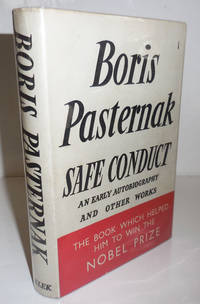 Boris
Pasternak
SAFE CONDUCT
AN EARLY AUTOBIOGRAPHY
AND OTHER WORKS
THE BOOK WHICH HELPED
HIM TO WIN THE
NOBEL PRIZE
BORIS PASTERNAK
ELEK